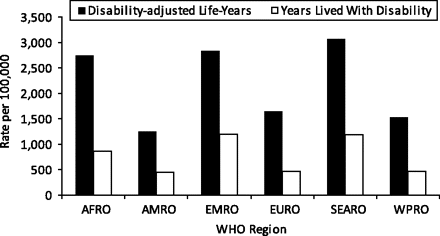 Disability-adjusted Life-Years Years Lived With Disability
Rate per 100,000
3,500
3,000
2,500
2,000
1,500
1,000
500
0
AFRO AMRO EMRO EURO SEARO WPRO
WHO Region